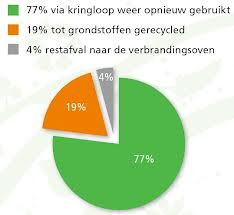 77% via kringloop weer opnieuw gebruikt
19% tot grondstoffen gerecycled
4% restafval naar de verbrandingsoven
4%
19%
77%